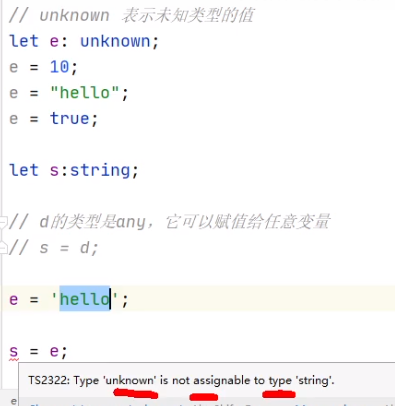 // unknown 表示未知类型的值
let e: unknown;
e = 10;
e = "hello";
e = true;
let s:string;
// d的类型是any，它可以赋值给任意变量
// s = d;
e = 'hello';
s = e;
TS2322: Type 'unknown' is not assignable to type 'string'.
e